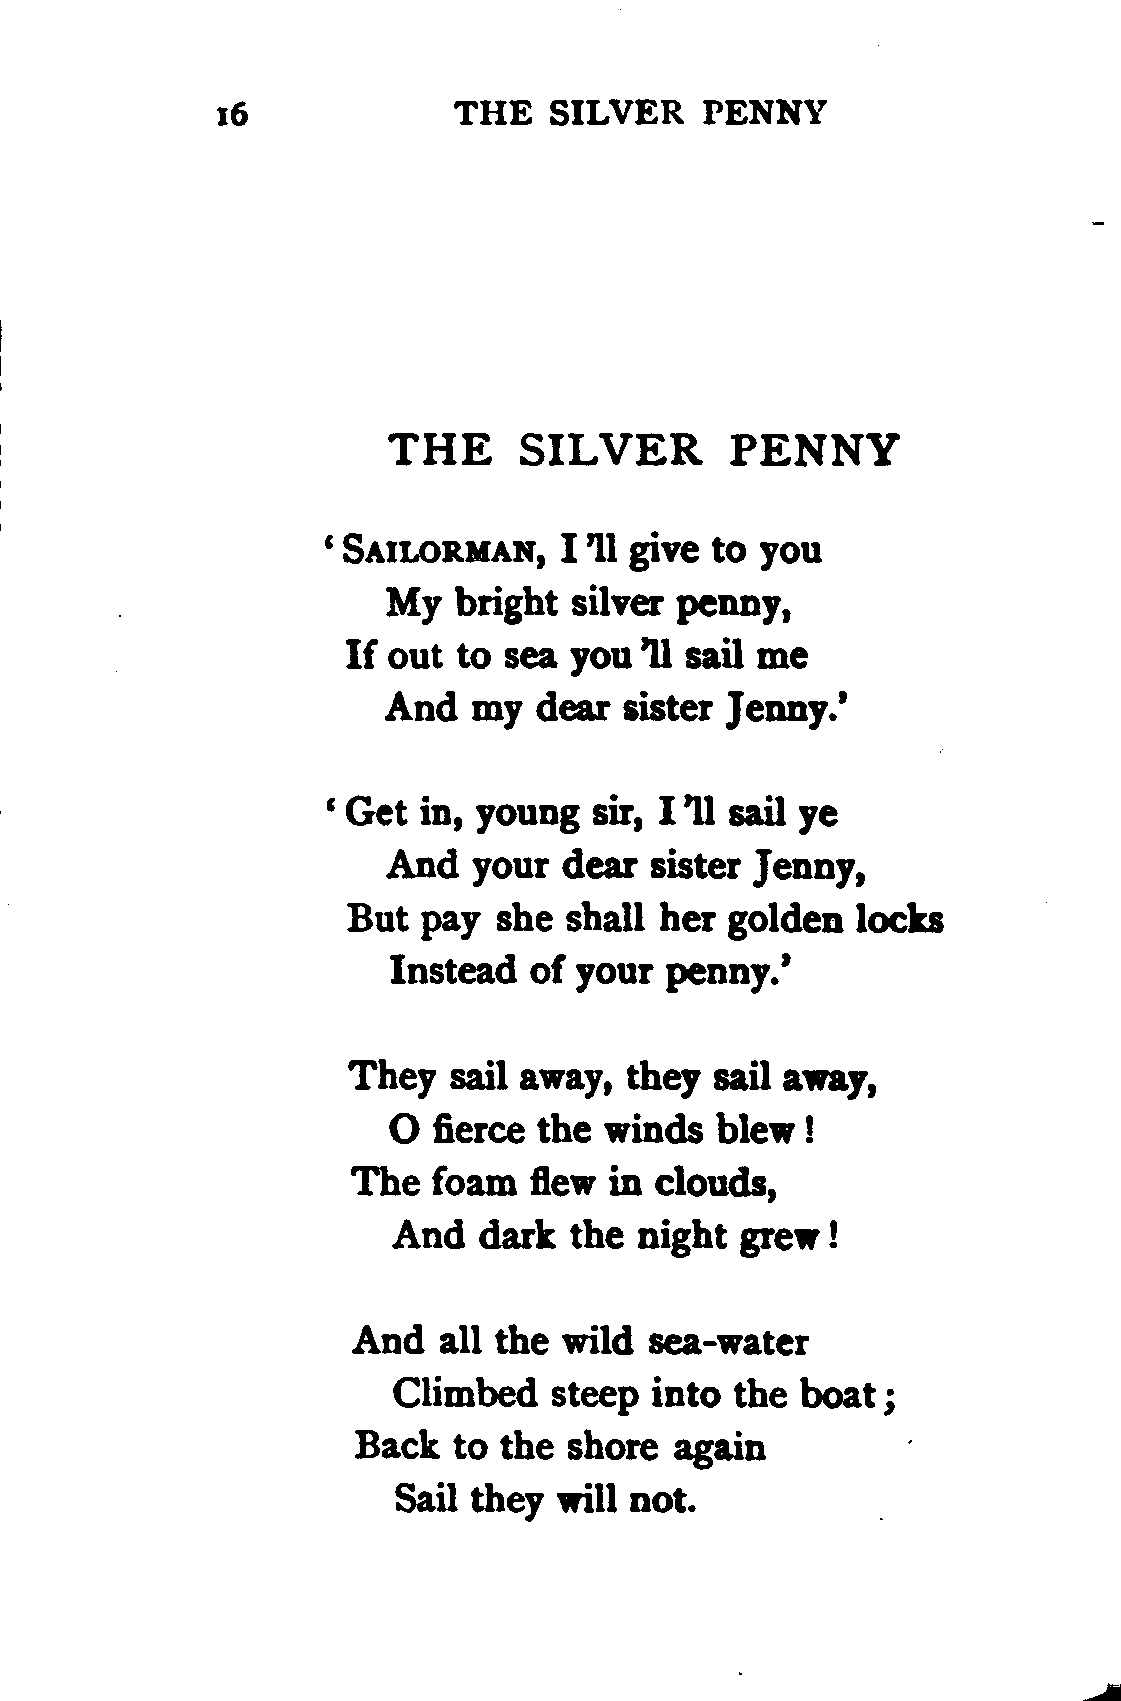 16 THE SILVER PENNY
THE SILVER PENNY
‘ SAILORMAN, I ’ll give to you
My bright silver penny,
If out to sea you ’ll sail me
And my dear sister Jenny.’
‘ Get in, young sir, I ’ll sail ye
And your dear sister Jenny,
But pay she shall her golden locks
Instead of your penny.’
They sail away, they sail away,
O fierce the winds blew !
The foam flew in clouds,
And dark the night grew !
And all the wild sea-water
Climbed steep into the boat ;
Back to the shore again
Sail they will not.